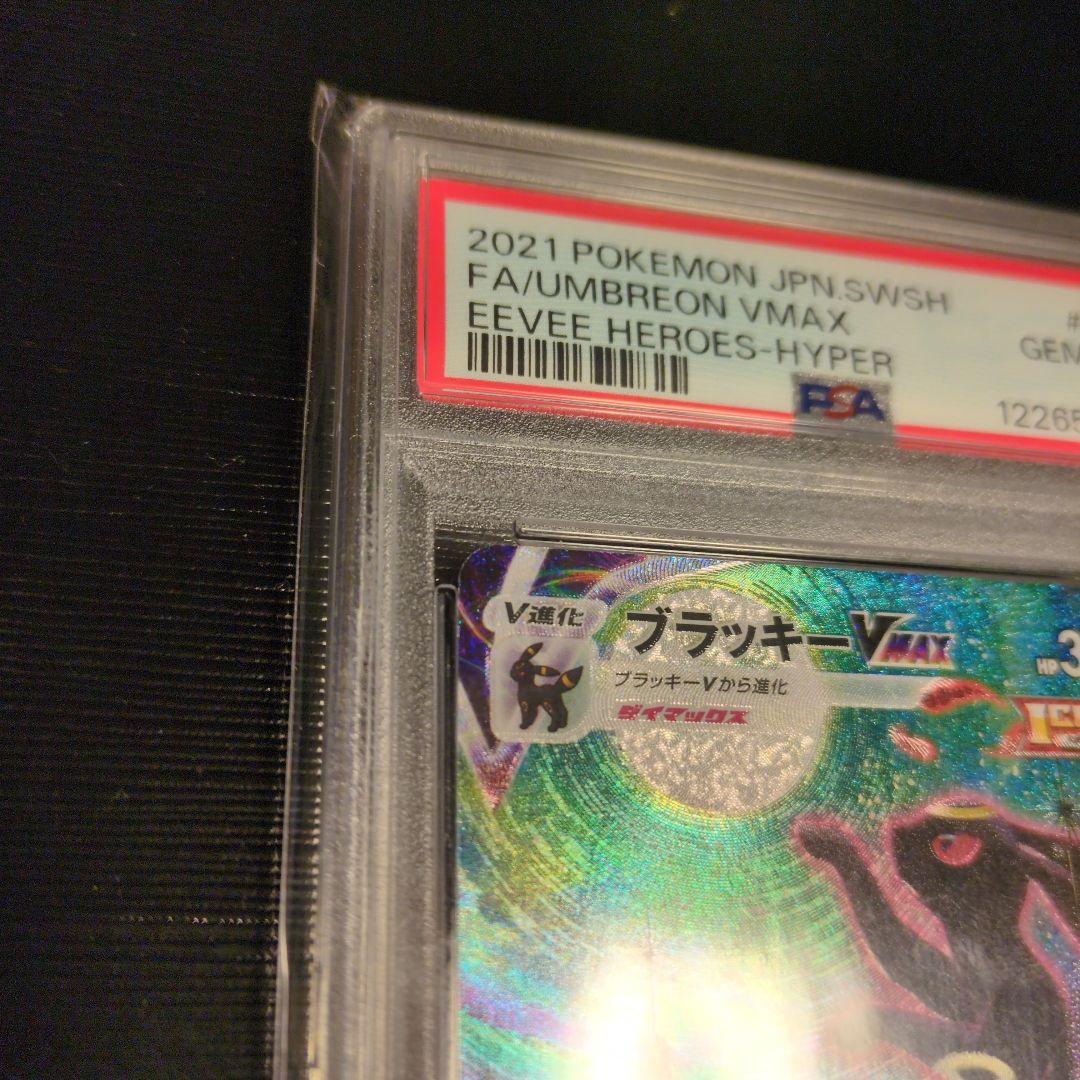 2021 POKEMON JPN.SWSH #
FA/UMBREON VMAX GEM
EEVEE HEROES-HYPER
PSA 12265
V進化
ブラッキーVMAX HP 3
ブラッキーVから進化
ダイマックス